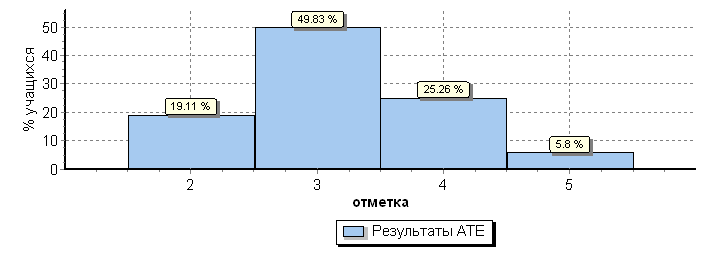 % учащихся
50
40
30
20
10
0
19.11 %
49.83 %
25.26 %
5.8 %
2 3 4 5
отметка
Результаты АТЕ